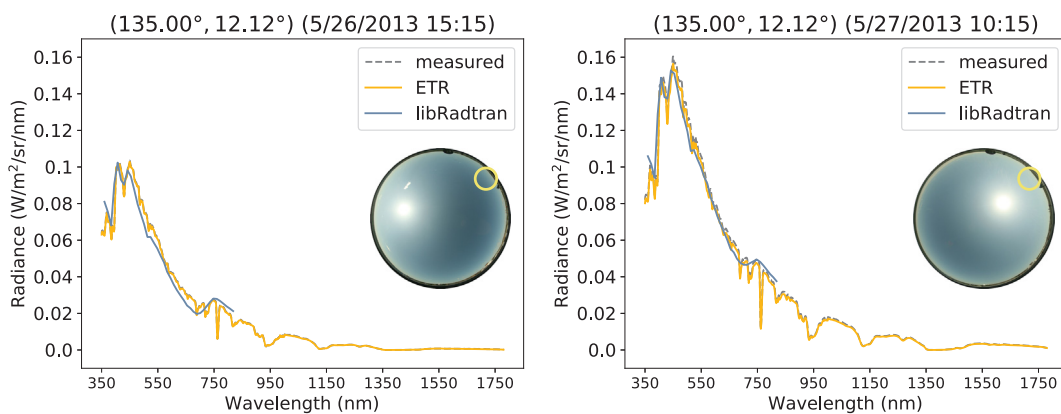 (135.00°, 12.12°) (5/26/2013 15:15)
measured
ETR
libRadtran
0.16
0.14
0.12
0.1
0.08
0.06
0.04
0.02
0.0
Radiance (W/m²/sr/nm)
350 550 750 950 1150 1350 1550 1750
Wavelength (nm)
(135.00°, 12.12°) (5/27/2013 10:15)
measured
ETR
libRadtran
0.16
0.14
0.12
0.1
0.08
0.06
0.04
0.02
0.0
Radiance (W/m²/sr/nm)
350 550 750 950 1150 1350 1550 1750
Wavelength (nm)